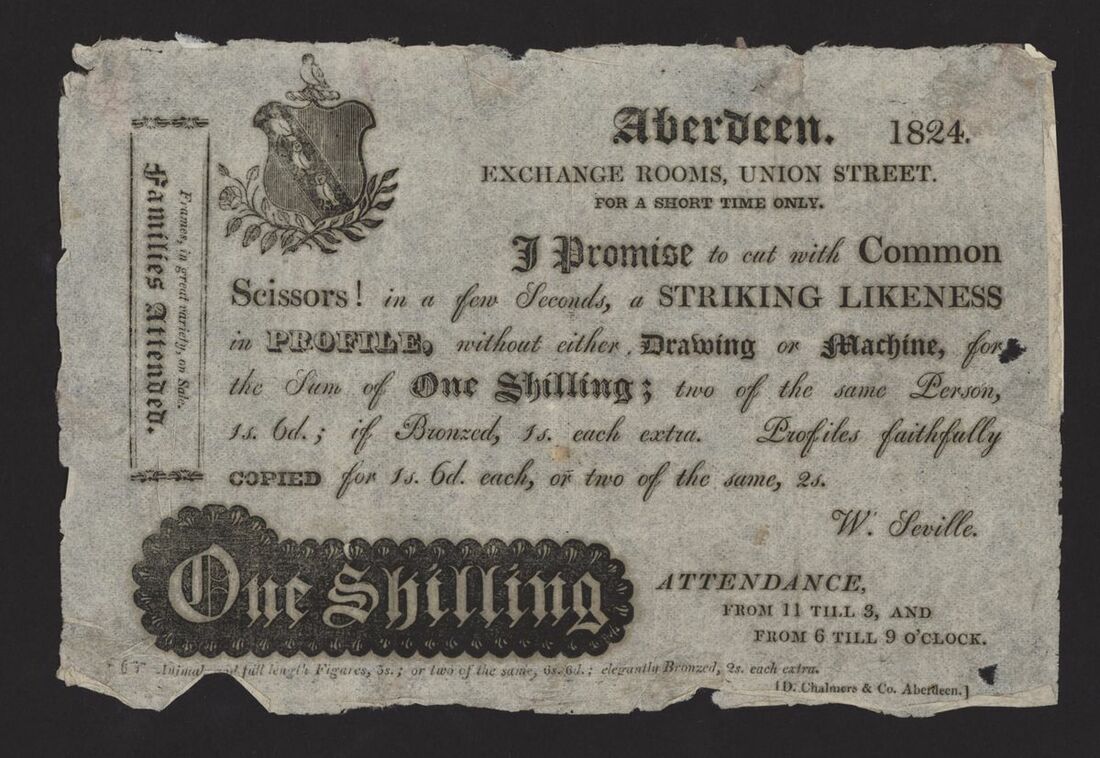 Aberdeen. 1824.
EXCHANGE ROOMS, UNION STREET.
FOR A SHORT TIME ONLY.
I Promise to cut with Common
Scissors! in a few Seconds, a STRIKING LIKENESS
in PROFILE, without either Drawing or Machine, for
the Sum of One Shilling; two of the same Person,
1s. 6d.; if Bronzed, 1s. each extra. Profiles faithfully
COPIED for 1s. 6d. each, or two of the same, 2s.
W. Seville.
Families Attended.
Frames, in great variety, on Sale.
One Shilling
ATTENDANCE,
FROM 11 TILL 3, AND
FROM 6 TILL 9 O'CLOCK.
Animal and full length Figures, 5s.; or two of the same, 6s. 6d.; elegantly Bronzed, 2s. each extra.
[D. Chalmers & Co. Aberdeen.]